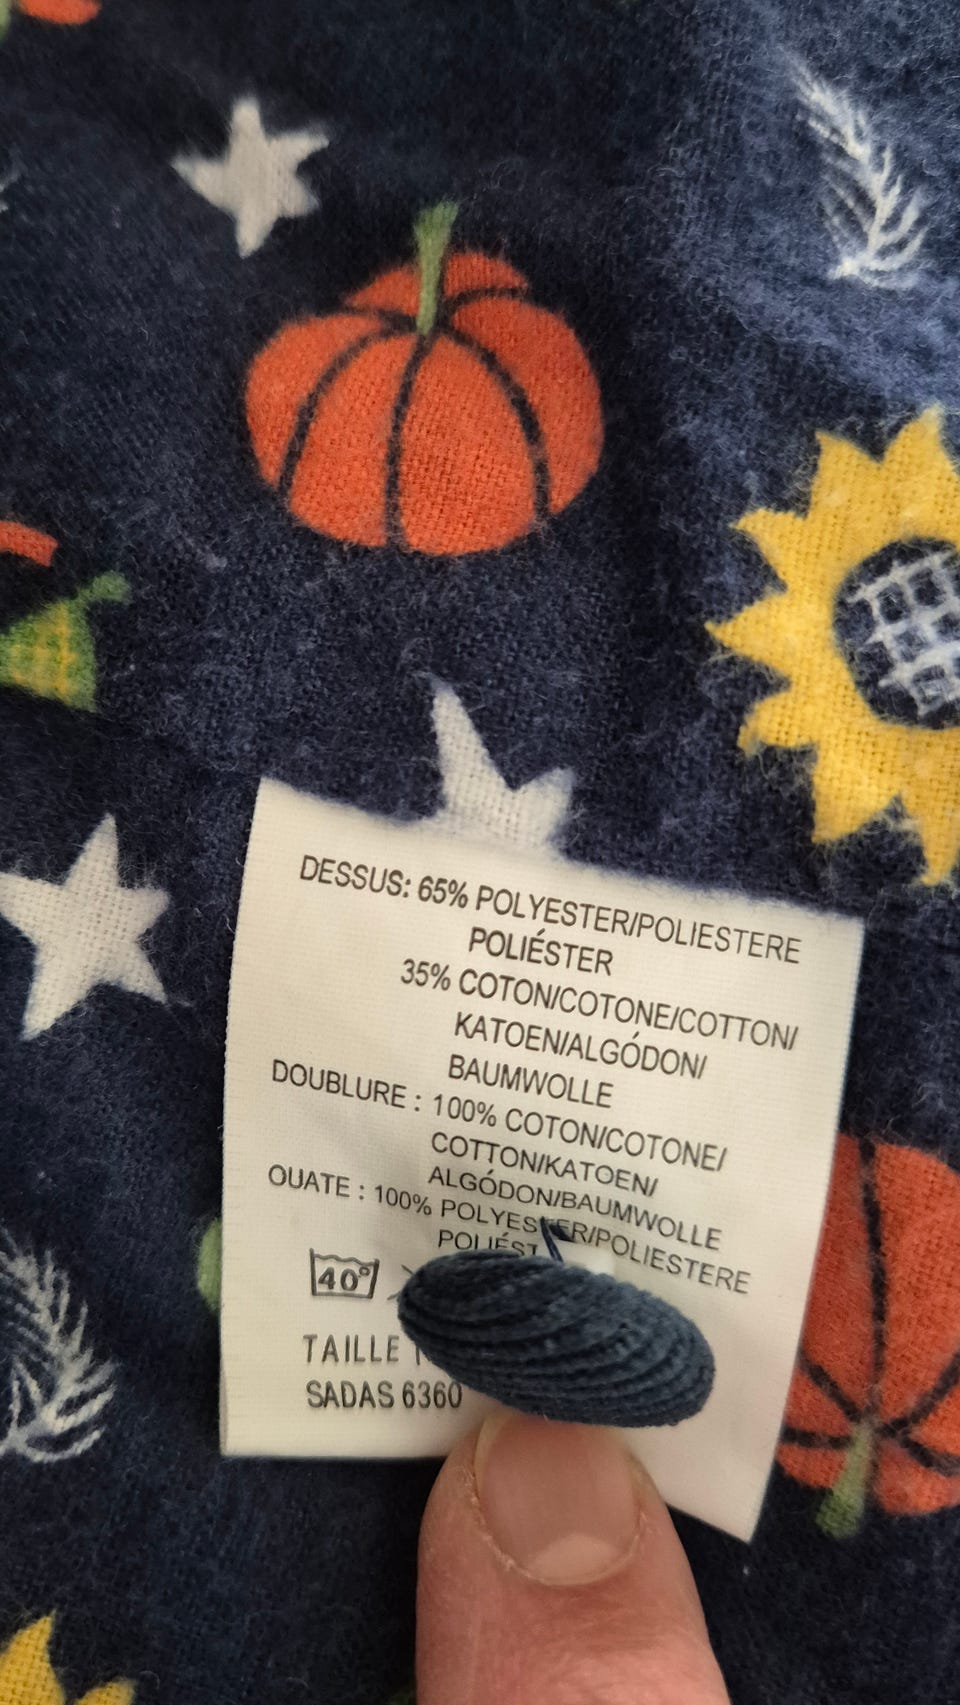 DESSUS: 65% POLYESTER/POLIESTERE
POLIÉSTER
35% COTON/COTONE/COTTON/
KATOEN/ALGÓDON/
BAUMWOLLE
DOUBLURE : 100% COTON/COTONE/
COTTON/KATOEN/
ALGÓDON/BAUMWOLLE
OUATE : 100% POLYESTER/POLIESTERE
40°
TAILLE
SADAS 6360